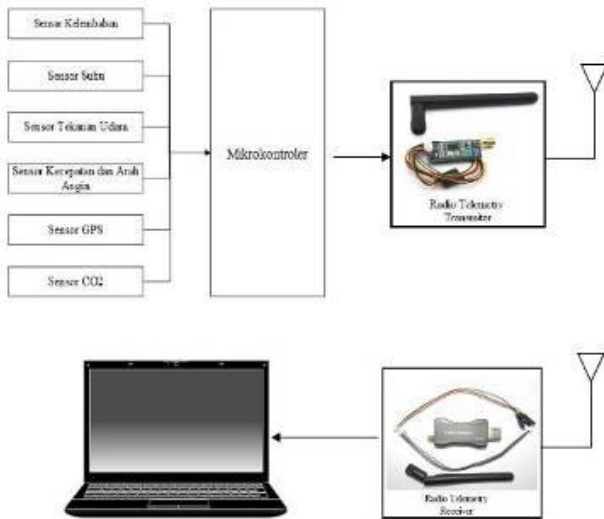 Sensor Kelembaban
Sensor Suhu
Sensor Tekanan Udara
Sensor Kecepatan dan Arah
Angin
Sensor GPS
Sensor CO2
Mikrokontroler
Radio Telemetry
Transmiter
Radio Telemetry
Receiver